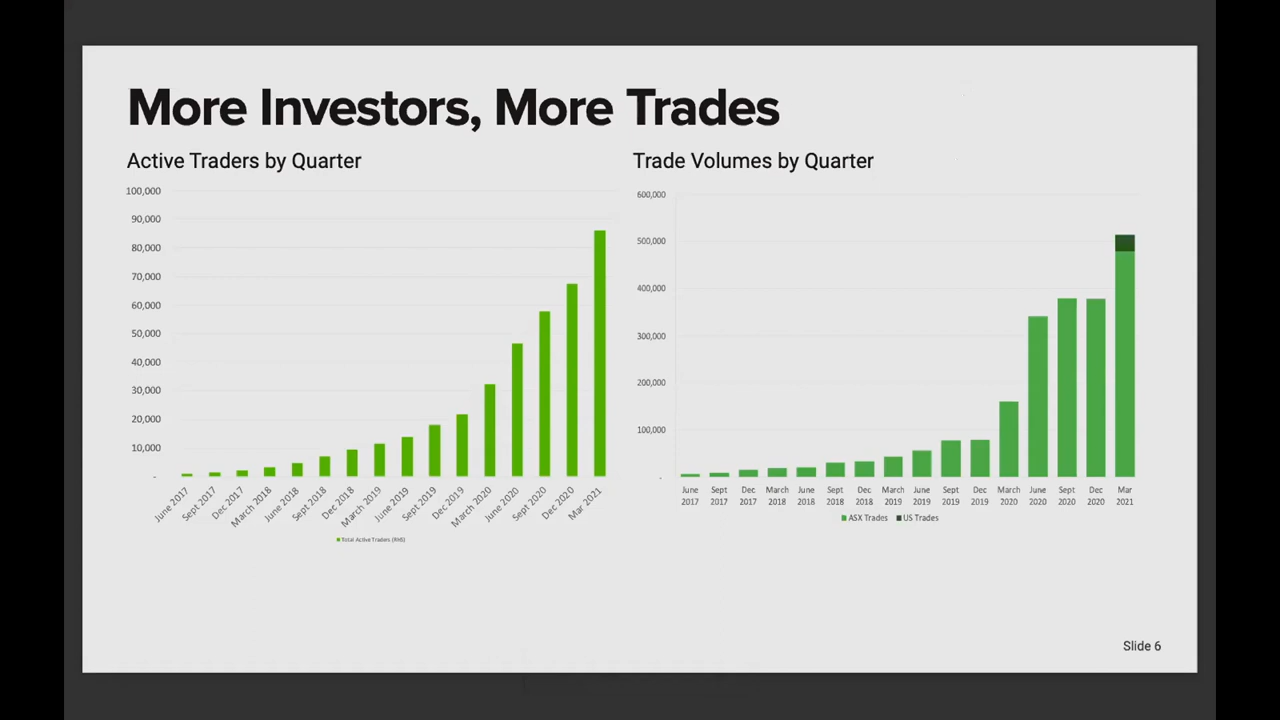 More Investors, More Trades
Active Traders by Quarter
100,000
90,000
80,000
70,000
60,000
50,000
40,000
30,000
20,000
10,000
-
June 2017
Sept 2017
Dec 2017
March 2018
June 2018
Sept 2018
Dec 2018
March 2019
June 2019
Sept 2019
Dec 2019
March 2020
June 2020
Sept 2020
Dec 2020
Mar 2021
Total Active Traders (RHS)
Trade Volumes by Quarter
600,000
500,000
400,000
300,000
200,000
100,000
-
June Sept Dec March June Sept Dec March June Sept Dec March June Sept Dec Mar
2017 2017 2017 2018 2018 2018 2018 2019 2019 2019 2019 2020 2020 2020 2020 2021
ASX Trades US Trades
Slide 6